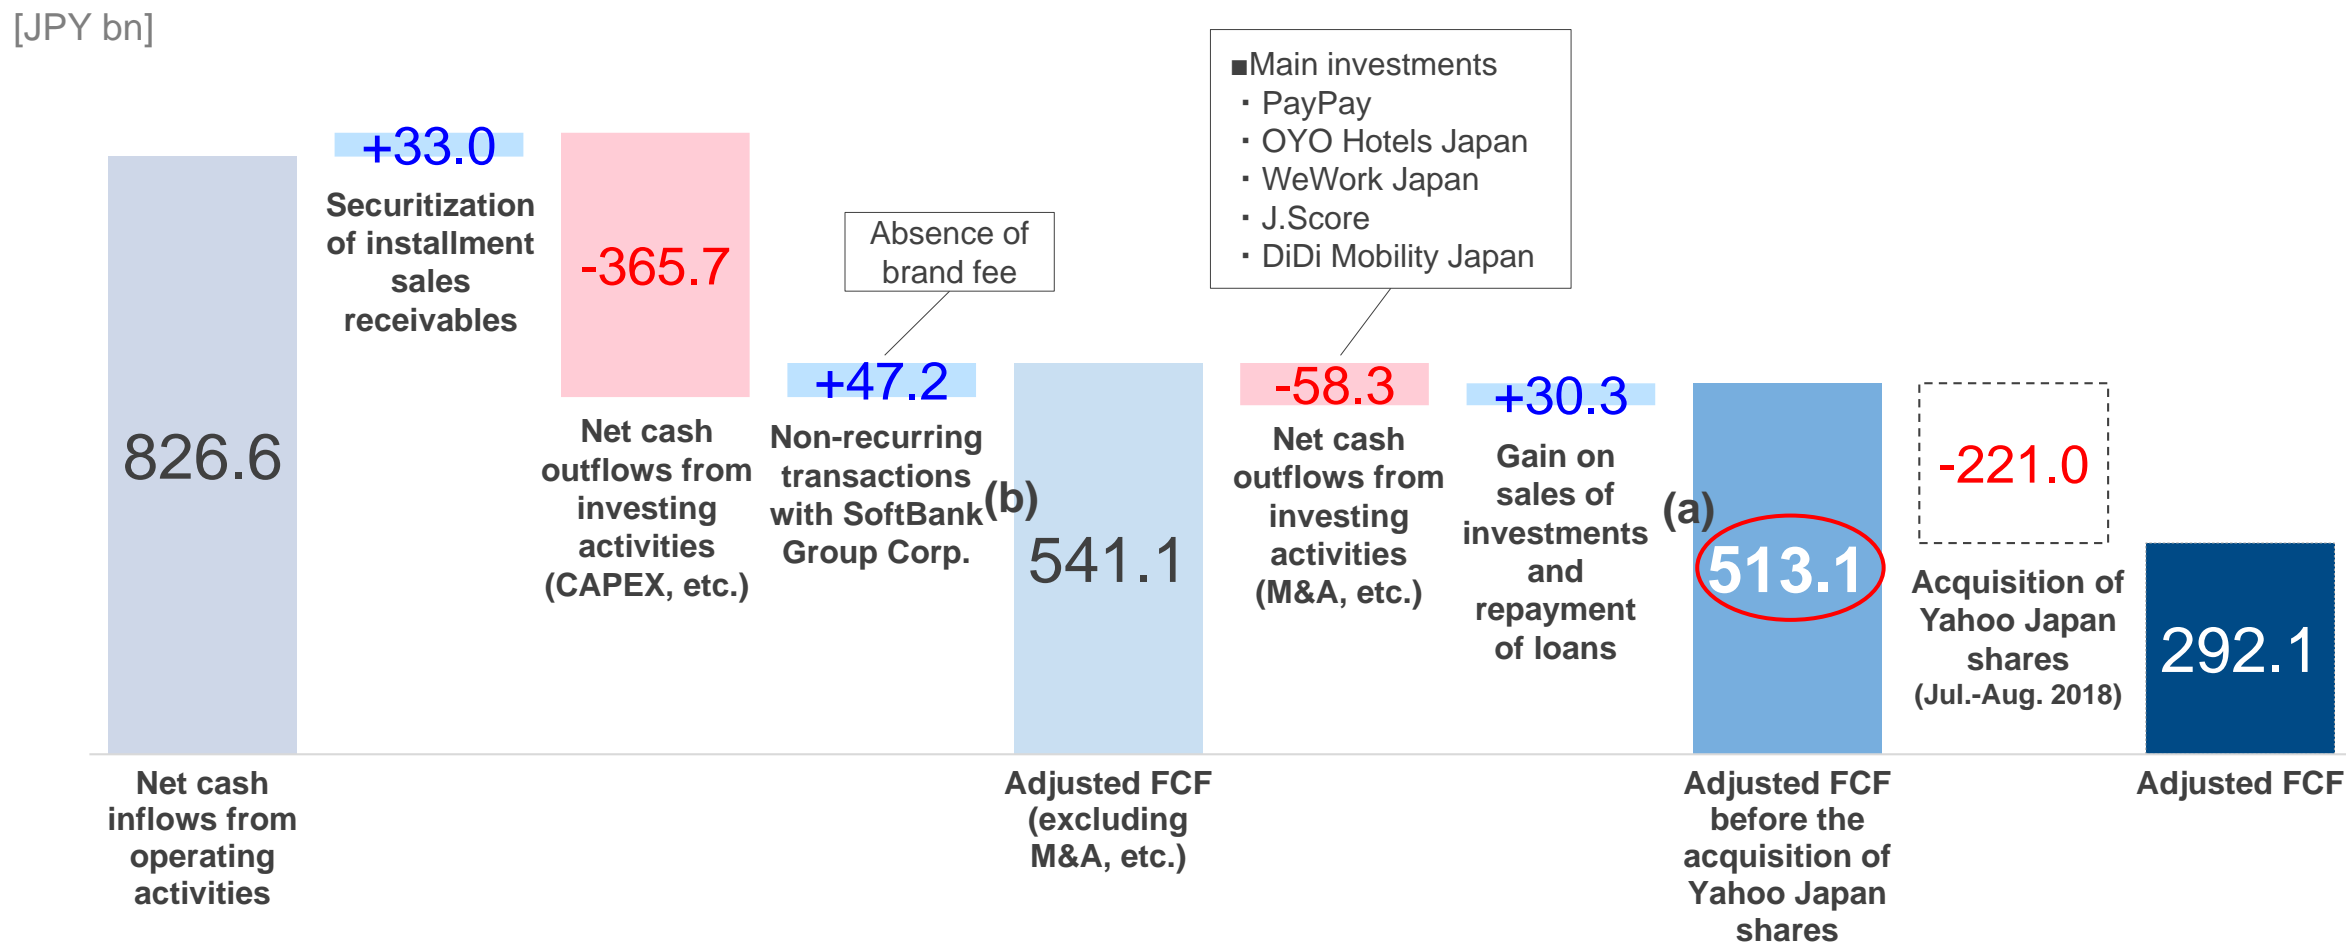 [JPY bn]
■Main investments
・PayPay
・OYO Hotels Japan
・WeWork Japan
・J.Score
・DiDi Mobility Japan
Absence of
brand fee
826.6
Net cash
inflows from
operating
activities
+33.0
Securitization
of installment
sales
receivables
-365.7
Net cash
outflows from
investing
activities
(CAPEX, etc.)
+47.2
Non-recurring
transactions
with SoftBank
Group Corp.
(b)
541.1
Adjusted FCF
(excluding
M&A, etc.)
-58.3
Net cash
outflows from
investing
activities
(M&A, etc.)
+30.3
Gain on
sales of
investments
and
repayment
of loans
(a)
513.1
Adjusted FCF
before the
acquisition of
Yahoo Japan
shares
-221.0
Acquisition of
Yahoo Japan
shares
(Jul.-Aug. 2018)
292.1
Adjusted FCF